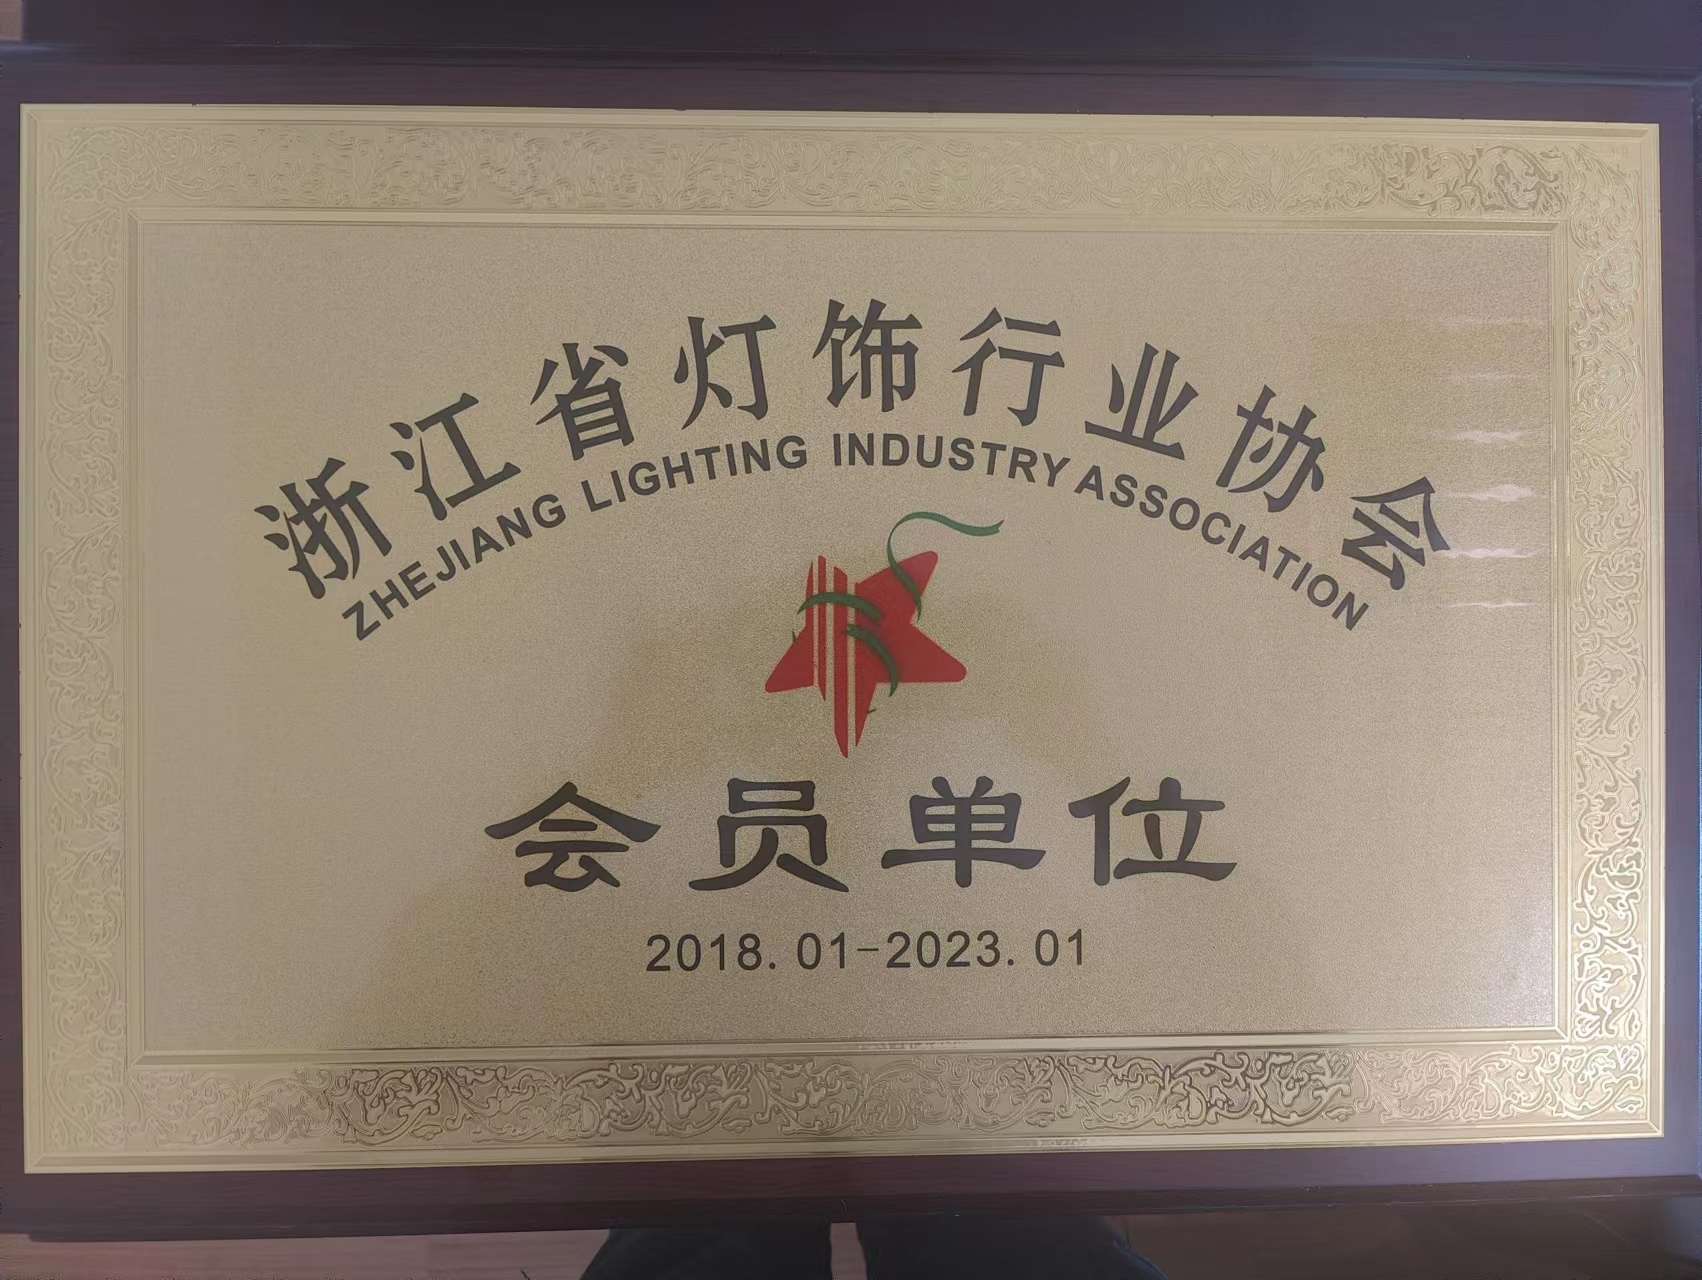 浙江省灯饰行业协会
ZHEJIANG LIGHTING INDUSTRY ASSOCIATION
会员单位
2018.01-2023.01